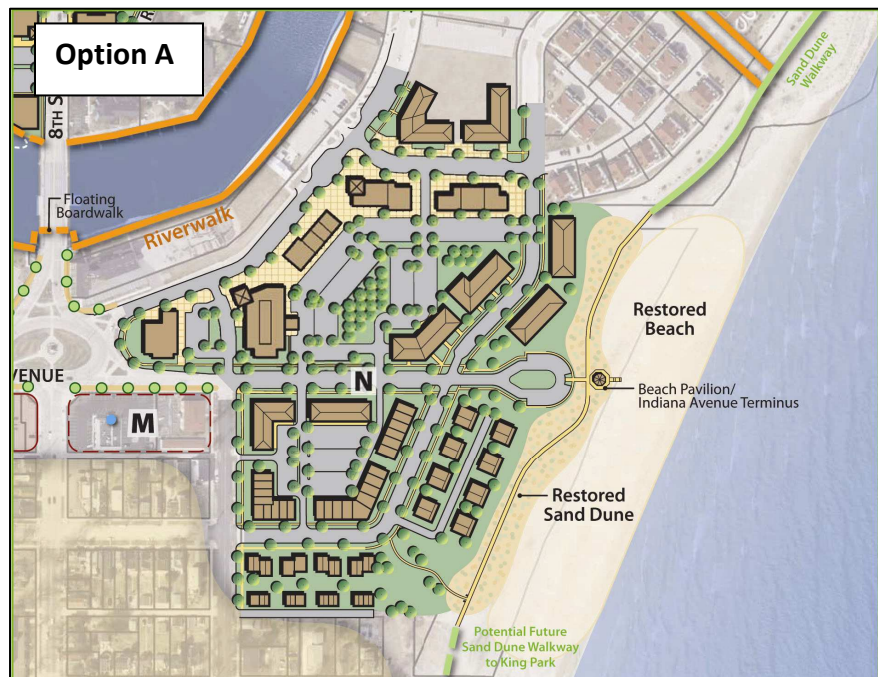 Option A
8TH S
Floating
Boardwalk
Riverwalk
Sand Dune
Walkway
Restored
Beach
VENUE
N
Beach Pavilion/
Indiana Avenue Terminus
M
Restored
Sand Dune
Potential Future
Sand Dune Walkway
to King Park